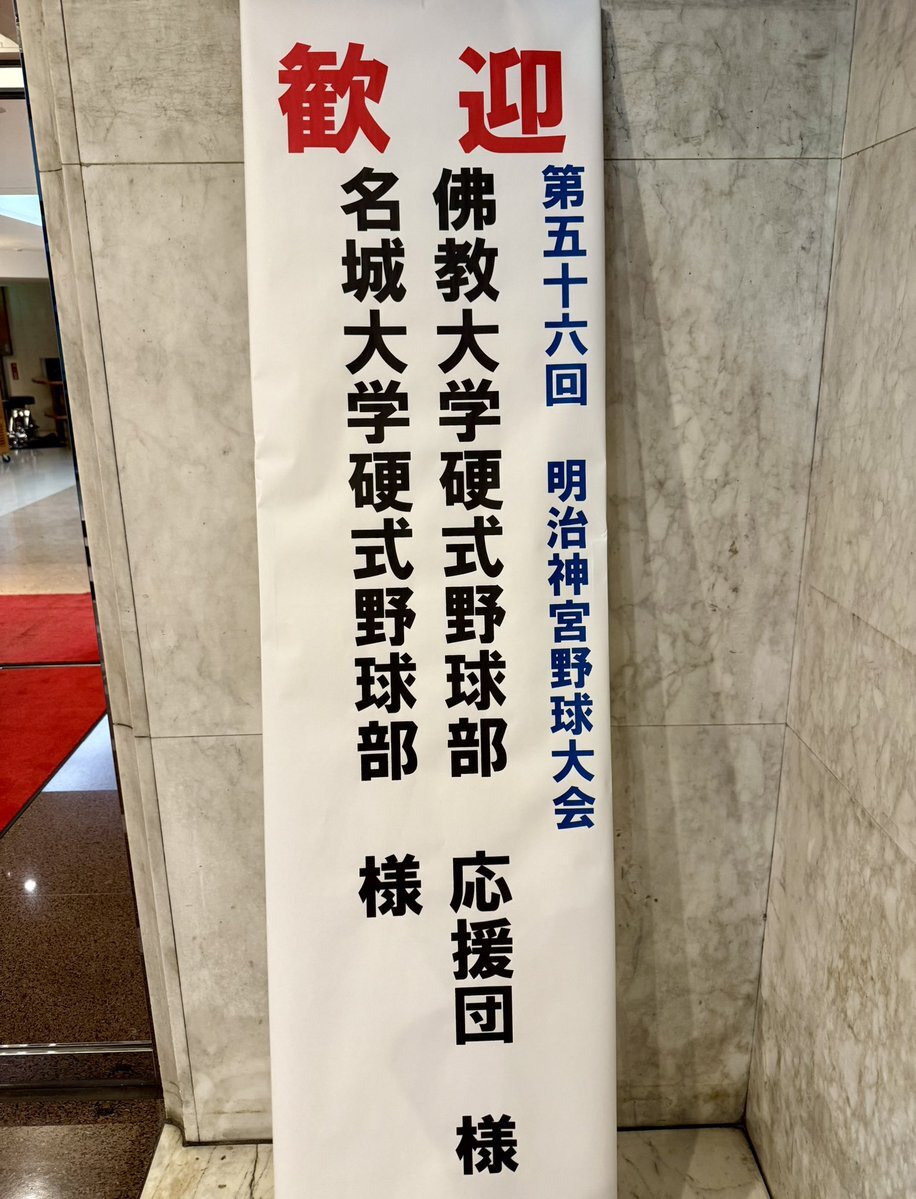 歓迎
第五十六回　明治神宮野球大会
佛教大学硬式野球部　応援団　様
名城大学硬式野球部　様